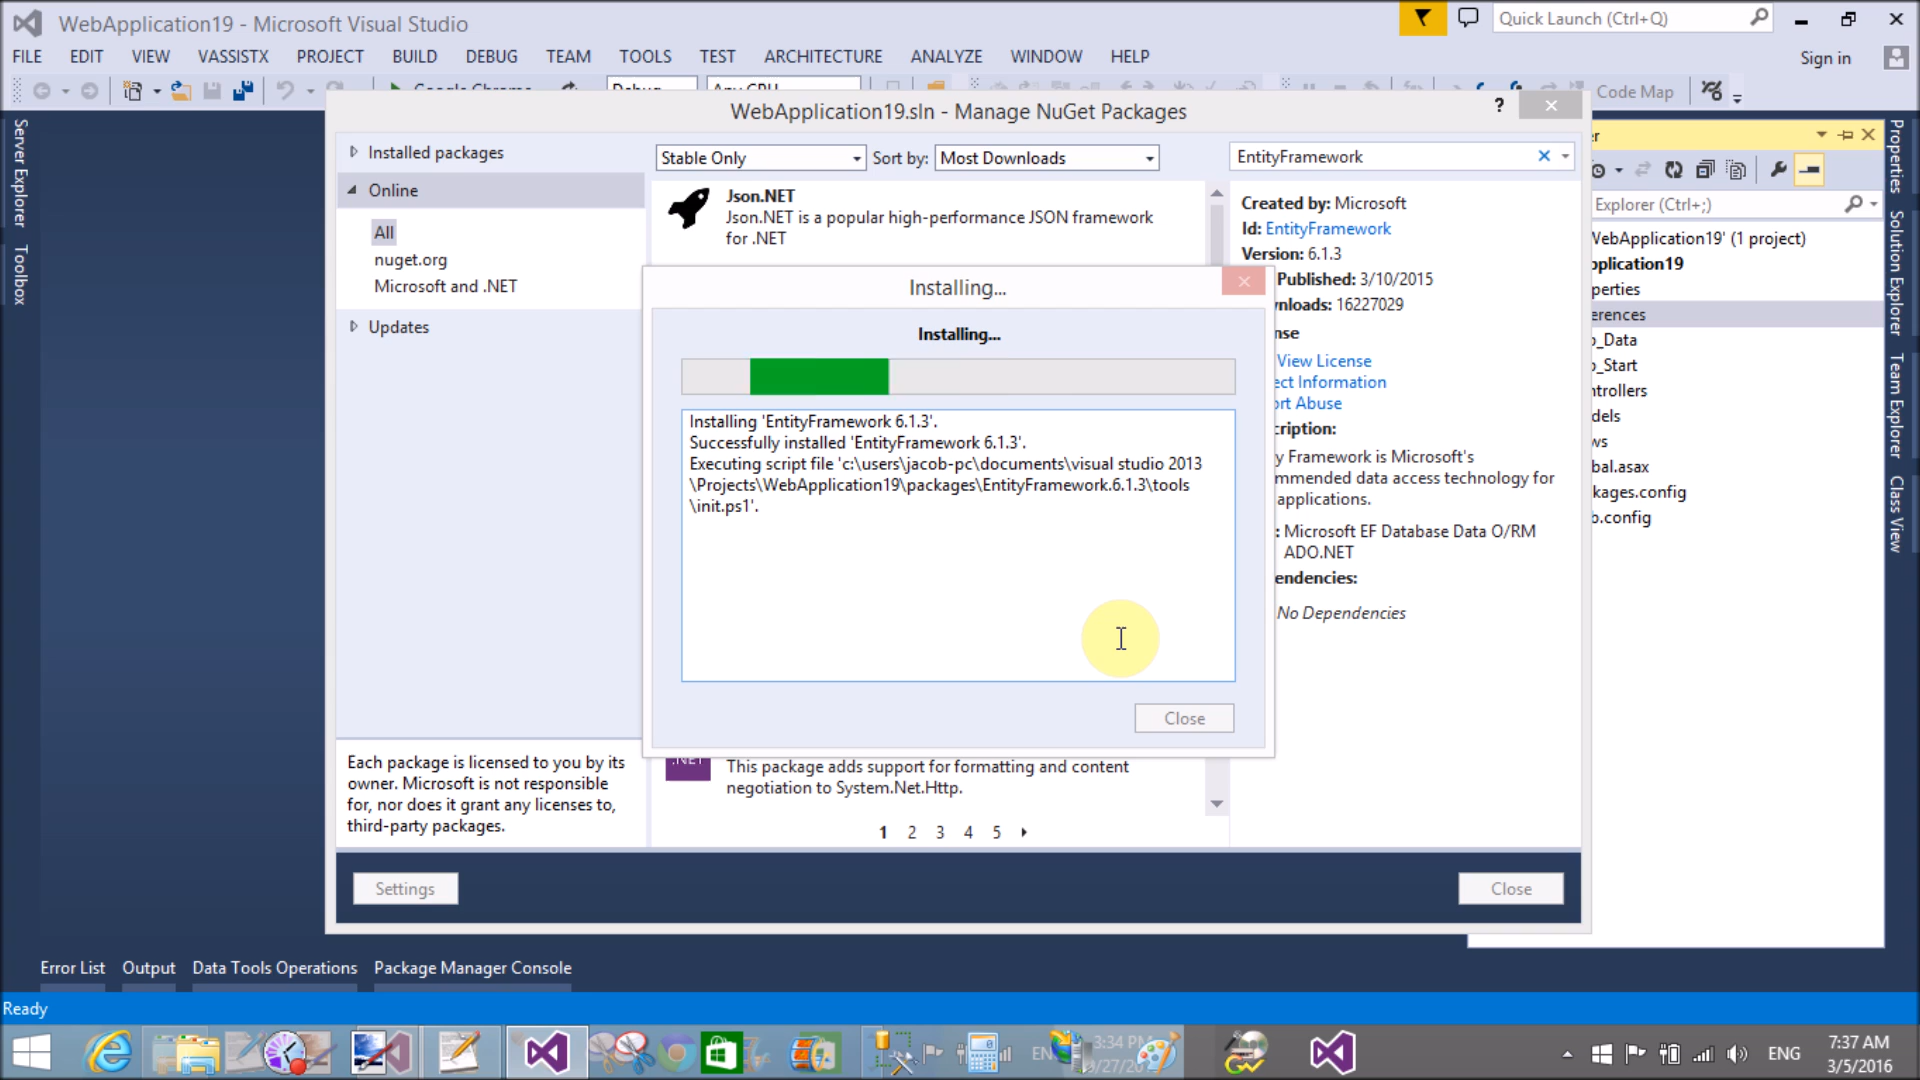 WebApplication19 - Microsoft Visual Studio
Quick Launch (Ctrl+Q)
FILE EDIT VIEW VASSISTX PROJECT BUILD DEBUG TEAM TOOLS TEST ARCHITECTURE ANALYZE WINDOW HELP
Sign in
Code Map
WebApplication19.sln - Manage NuGet Packages
?
Server Explorer
Toolbox
Installed packages
Online
All
nuget.org
Microsoft and .NET
Updates
Each package is licensed to you by its
owner. Microsoft is not responsible
for, nor does it grant any licenses to,
third-party packages.
Stable Only
Sort by: Most Downloads
Json.NET
Json.NET is a popular high-performance JSON framework
for .NET
Installing...
Installing...
Installing 'EntityFramework 6.1.3'.
Successfully installed 'EntityFramework 6.1.3'.
Executing script file 'c:\users\jacob-pc\documents\visual studio 2013
\Projects\WebApplication19\packages\EntityFramework.6.1.3\tools
\init.ps1'.
Close
.NET
This package adds support for formatting and content
negotiation to System.Net.Http.
1 2 3 4 5
EntityFramework
Created by: Microsoft
Id: EntityFramework
Version: 6.1.3
Published: 3/10/2015
nloads: 16227029
nse
View License
ect Information
ort Abuse
cription:
y Framework is Microsoft's
mmended data access technology for
applications.
: Microsoft EF Database Data O/RM
ADO.NET
endencies:
No Dependencies
Settings
Close
Explorer (Ctrl+;)
WebApplication19' (1 project)
pplication19
perties
erences
p_Data
p_Start
ntrollers
dels
ws
bal.asax
kages.config
b.config
Properties
Solution Explorer
Team Explorer
Class View
Error List Output Data Tools Operations Package Manager Console
Ready
ENG
7:37 AM
3/5/2016